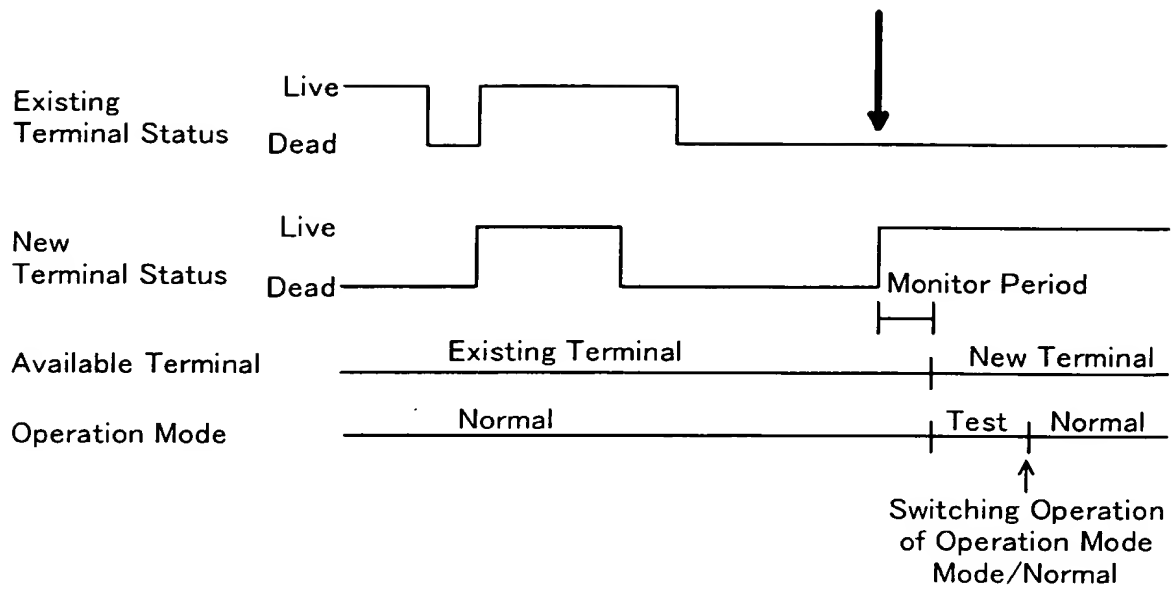 Existing
Terminal Status
Live
Dead
New
Terminal Status
Live
Dead
Monitor Period
Available Terminal
Existing Terminal
New Terminal
Operation Mode
Normal
Test
Normal
Switching Operation
of Operation Mode
Mode/Normal